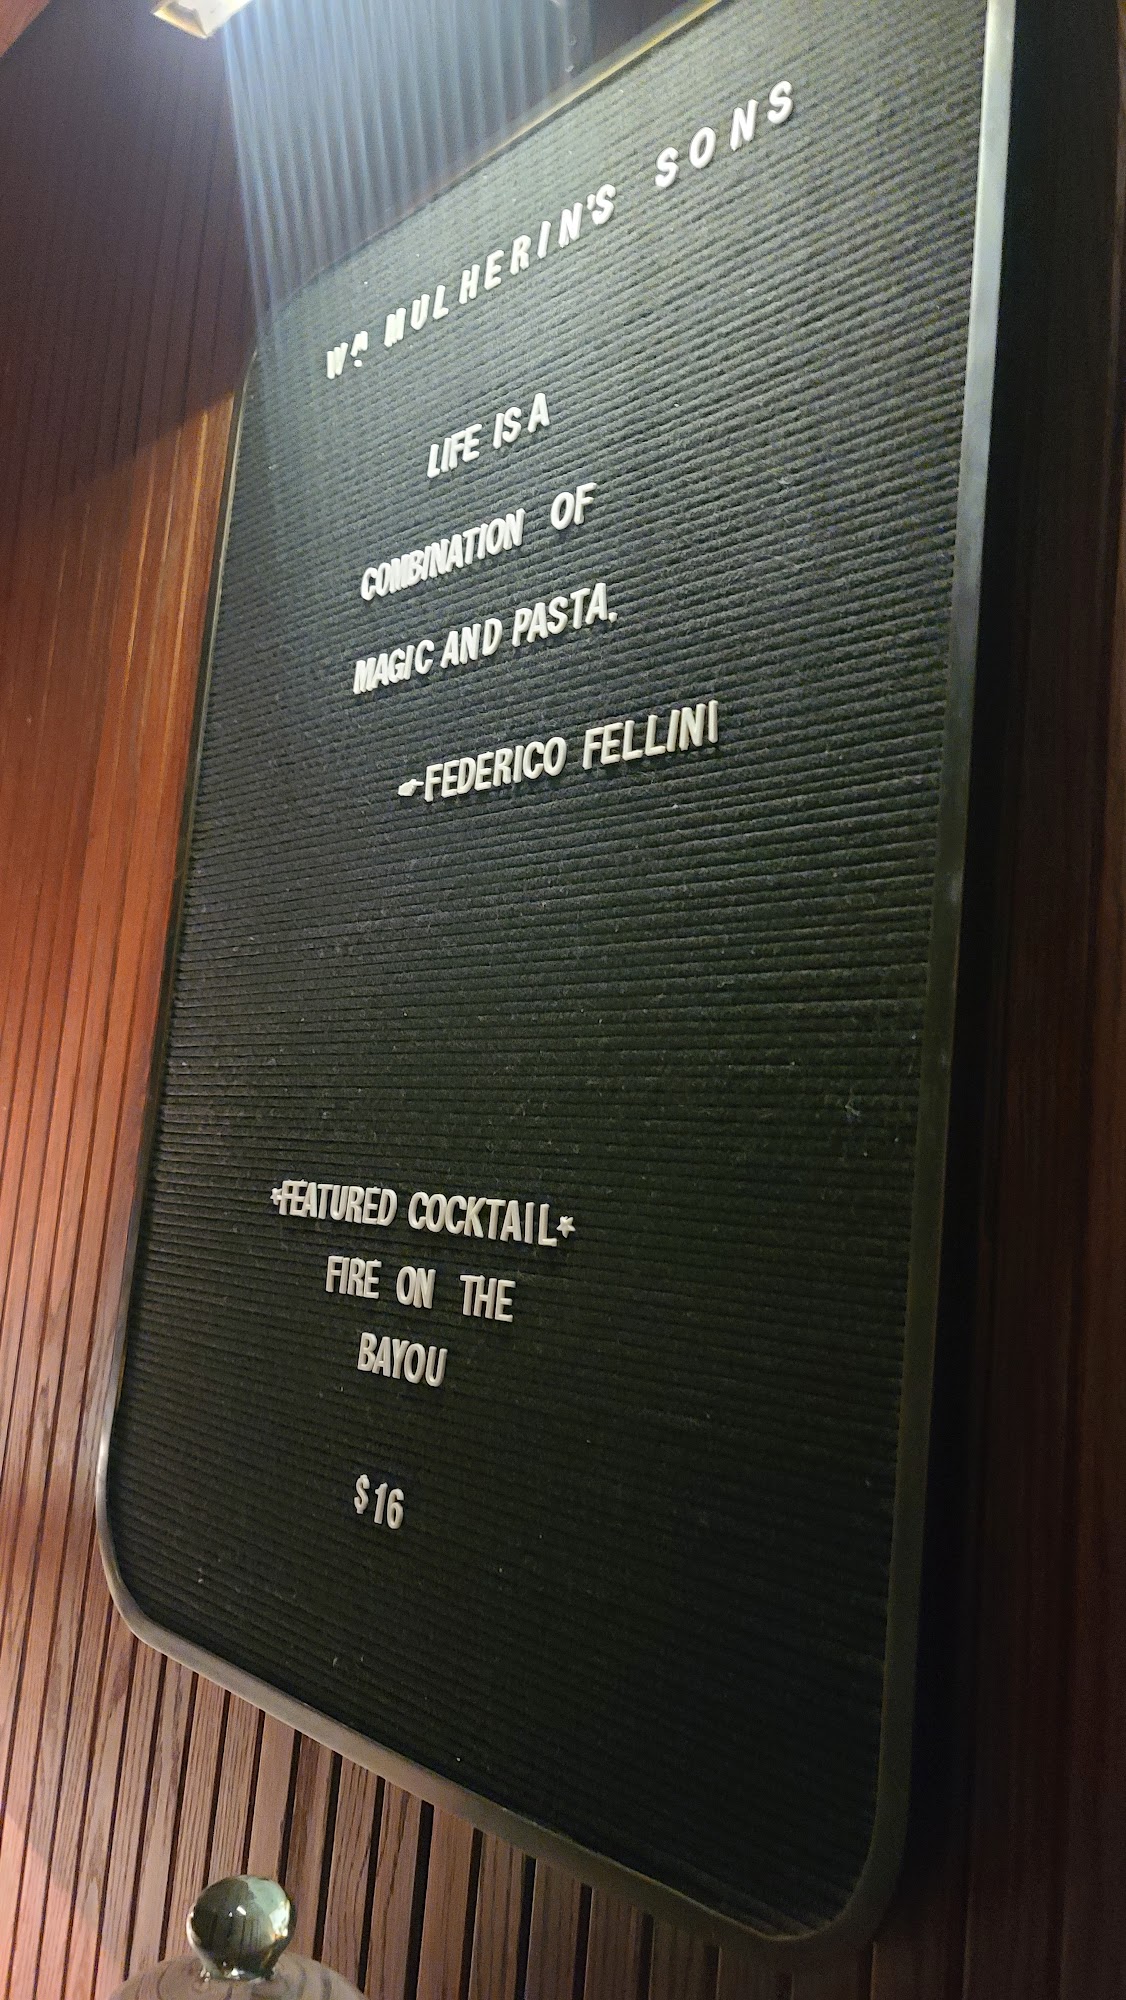 WM MULHERIN'S SONS
LIFE IS A
COMBINATION OF
MAGIC AND PASTA.
-FEDERICO FELLINI
*FEATURED COCKTAIL*
FIRE ON THE
BAYOU
$16